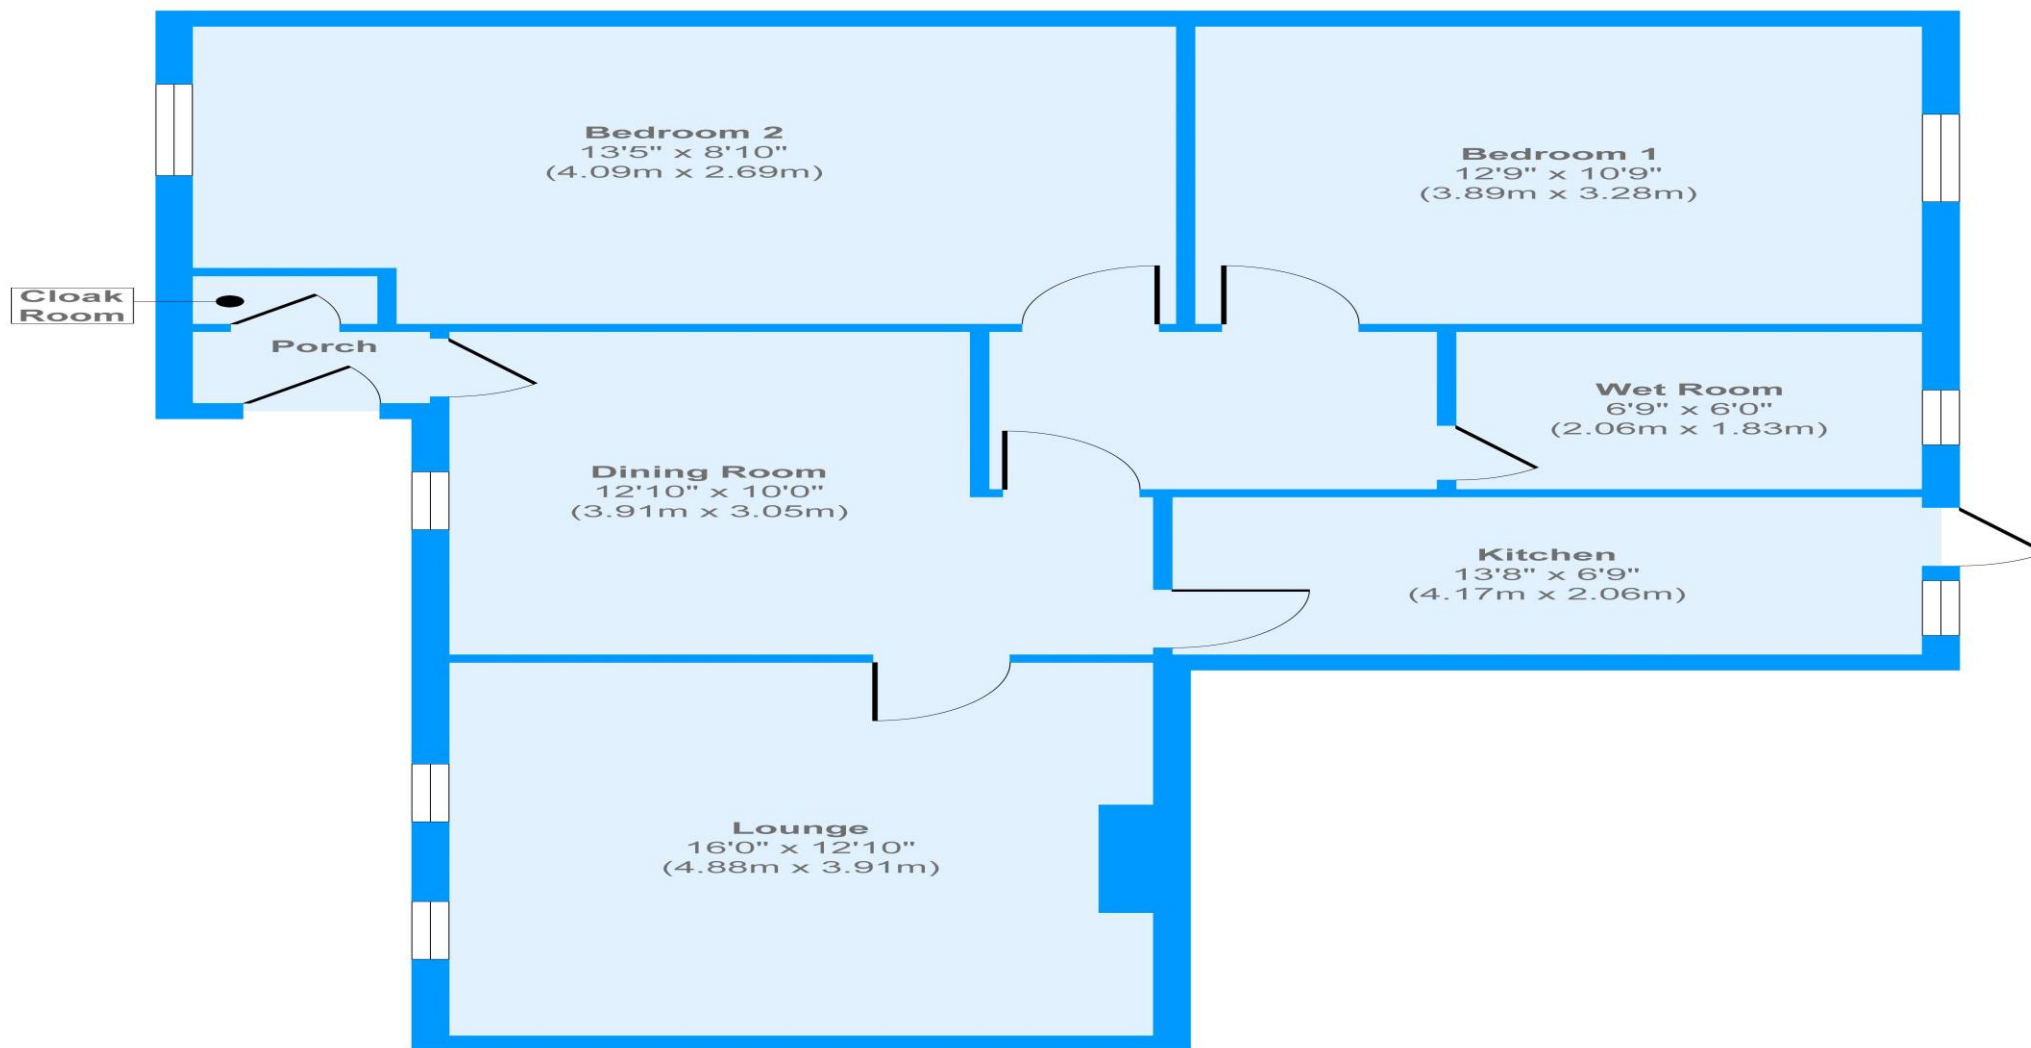 Bedroom 2
13'5" x 8'10"
(4.09m x 2.69m)
Bedroom 1
12'9" x 10'9"
(3.89m x 3.28m)
Cloak
Room
Porch
Wet Room
6'9" x 6'0"
(2.06m x 1.83m)
Dining Room
12'10" x 10'0"
(3.91m x 3.05m)
Kitchen
13'8" x 6'9"
(4.17m x 2.06m)
Lounge
16'0" x 12'10"
(4.88m x 3.91m)